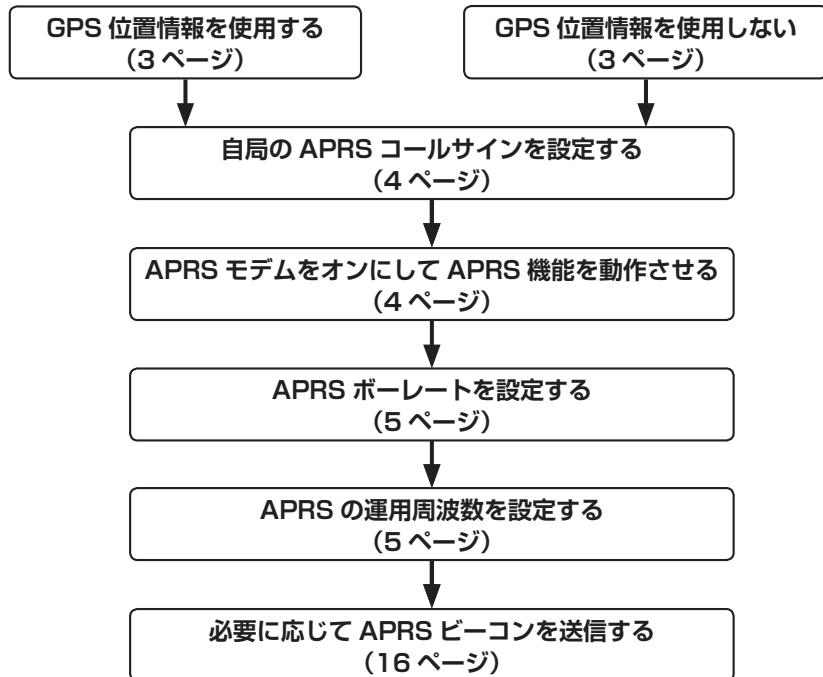 GPS 位置情報を使用する
（3 ページ）
GPS 位置情報を使用しない
（3 ページ）
自局の APRS コールサインを設定する
（4 ページ）
APRS モデムをオンにして APRS 機能を動作させる
（4 ページ）
APRS ボーレートを設定する
（5 ページ）
APRS の運用周波数を設定する
（5 ページ）
必要に応じて APRS ビーコンを送信する
（16 ページ）